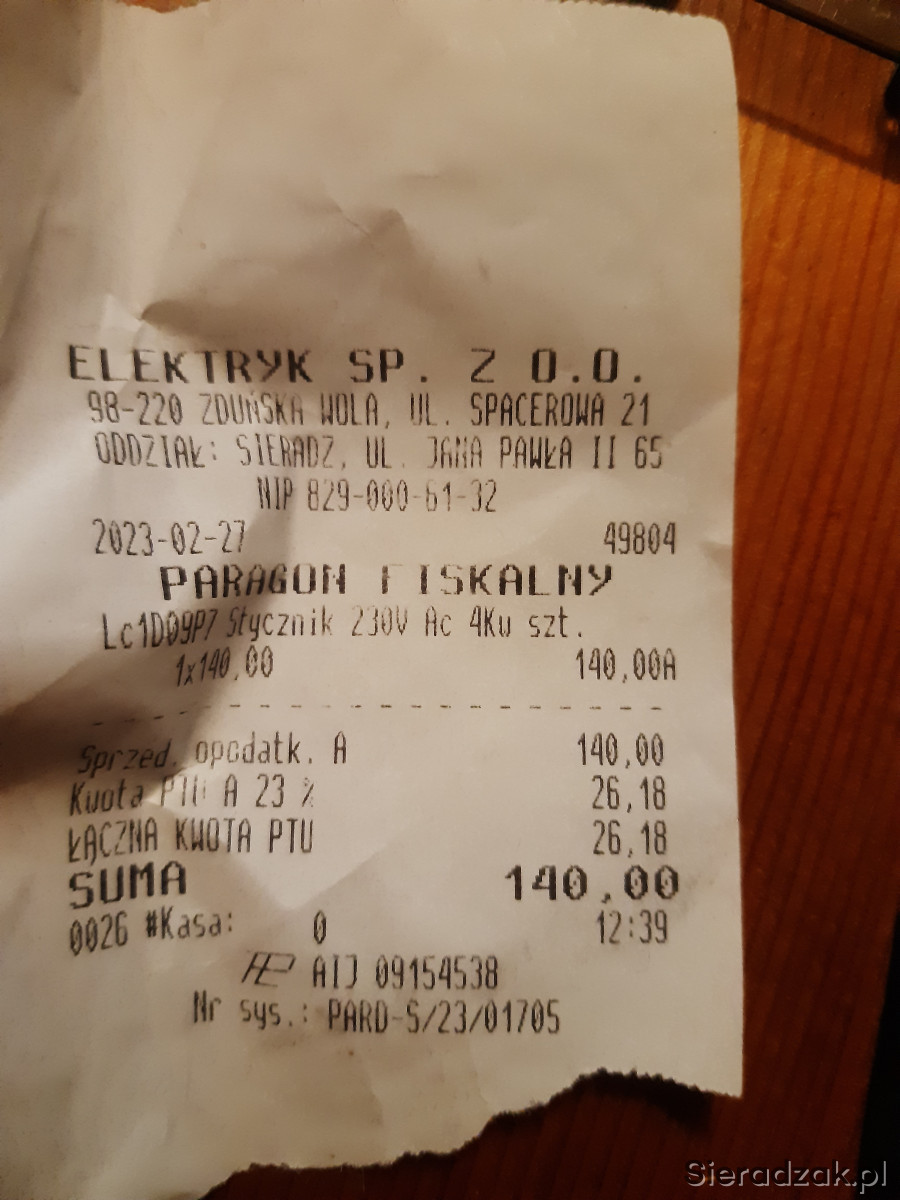 ELEKTRYK SP. Z O.O.
98-220 ZDUŃSKA WOLA, UL. SPACEROWA 21
ODDZIAŁ: SIERADZ, UL. JANA PAWŁA II 65
NIP 829-000-61-32
2023-02-27 49804
PARAGON FISKALNY
Lc1D09P7 Stycznik 230V Ac 4Kw szt.
1x140,00 140,00A
Sprzed. opodatk. A 140,00
Kwota PTU A 23 % 26,18
ŁĄCZNA KWOTA PTU 26,18
SUMA 140,00
0026 #Kasa: 0 12:39
AIJ 09154538
Nr sys.: PARD-S/23/01705
Sieradzak.pl